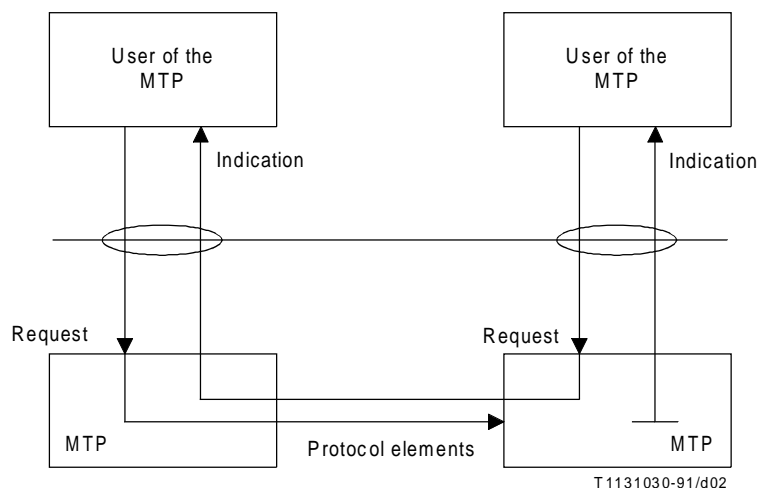 User of the
MTP
User of the
MTP
Indication
Indication
Request
Request
MTP
Protocol elements
MTP
T1131030-91/d02